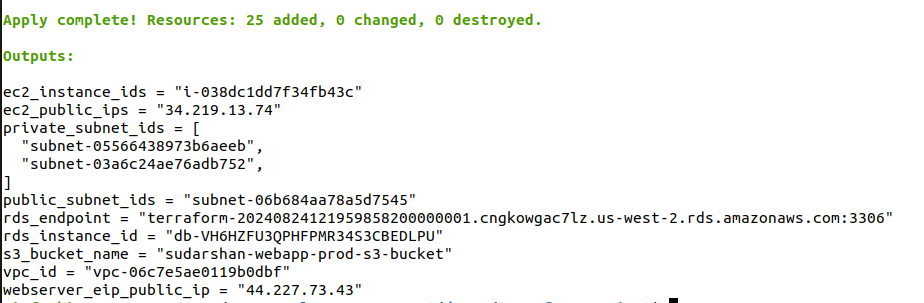 Apply complete! Resources: 25 added, 0 changed, 0 destroyed.
Outputs:
ec2_instance_ids = "i-038dc1dd7f34fb43c"
ec2_public_ips = "34.219.13.74"
private_subnet_ids = [
  "subnet-05566438973b6aeeb",
  "subnet-03a6c24ae76adb752",
]
public_subnet_ids = "subnet-06b684aa78a5d7545"
rds_endpoint = "terraform-20240824121959858200000001.cngkowgac7lz.us-west-2.rds.amazonaws.com:3306"
rds_instance_id = "db-VH6HZFU3QPHFPMR34S3CBEDLPU"
s3_bucket_name = "sudarshan-webapp-prod-s3-bucket"
vpc_id = "vpc-06c7e5ae0119b0dbf"
webserver_eip_public_ip = "44.227.73.43"